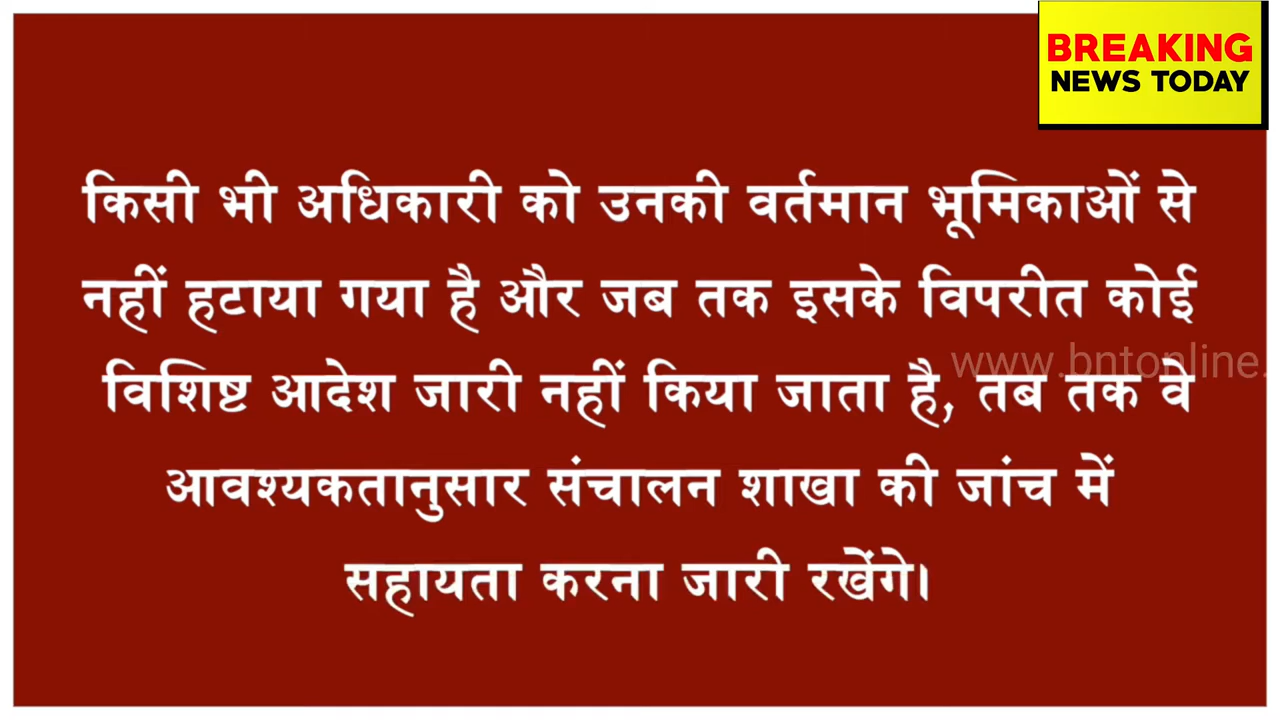 BREAKING
NEWS TODAY
किसी भी अधिकारी को उनकी वर्तमान भूमिकाओं से
नहीं हटाया गया है और जब तक इसके विपरीत कोई
www.bntonline.
विशिष्ट आदेश जारी नहीं किया जाता है, तब तक वे
आवश्यकतानुसार संचालन शाखा की जांच में
सहायता करना जारी रखेंगे।